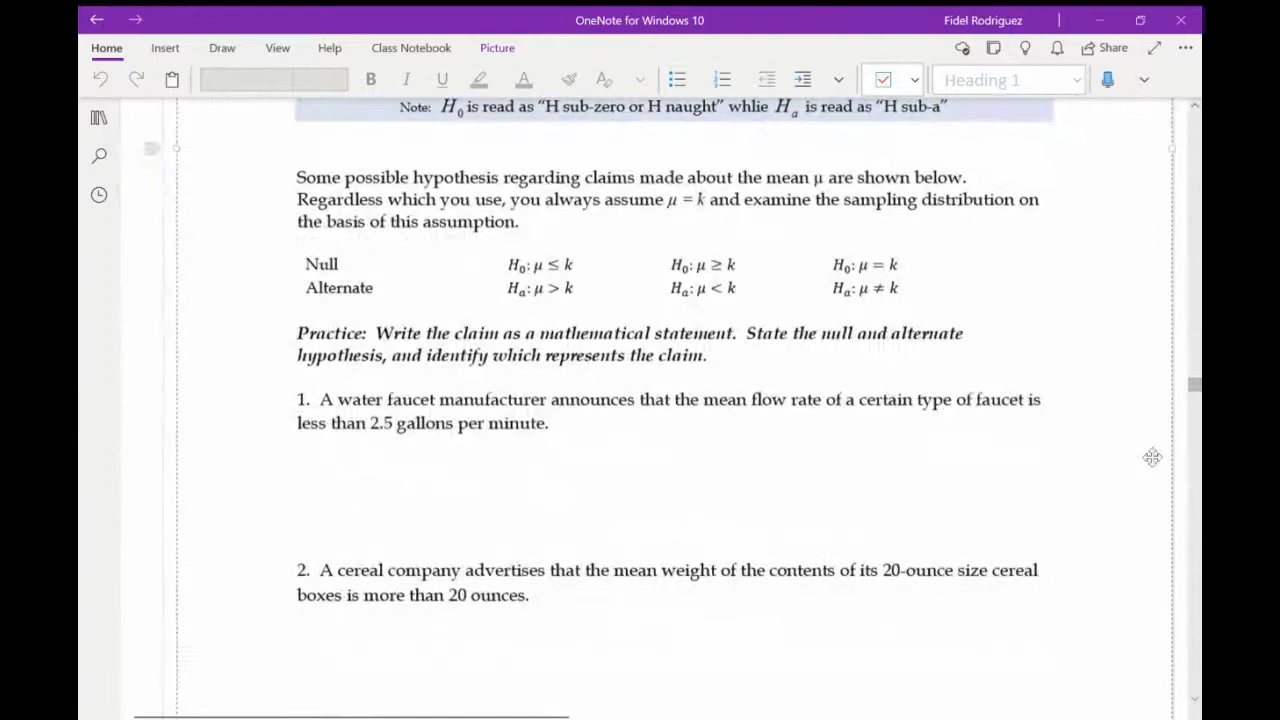 OneNote for Windows 10
Fidel Rodriguez
Home Insert Draw View Help Class Notebook Picture
Share
B I U A Heading 1
Note: H₀ is read as “H sub-zero or H naught” whlie Hₐ is read as “H sub-a”
Some possible hypothesis regarding claims made about the mean μ are shown below.
Regardless which you use, you always assume μ = k and examine the sampling distribution on
the basis of this assumption.
Null H₀: μ ≤ k H₀: μ ≥ k H₀: μ = k
Alternate Hₐ: μ > k Hₐ: μ < k Hₐ: μ ≠ k
Practice: Write the claim as a mathematical statement. State the null and alternate
hypothesis, and identify which represents the claim.
1. A water faucet manufacturer announces that the mean flow rate of a certain type of faucet is
less than 2.5 gallons per minute.
2. A cereal company advertises that the mean weight of the contents of its 20-ounce size cereal
boxes is more than 20 ounces.